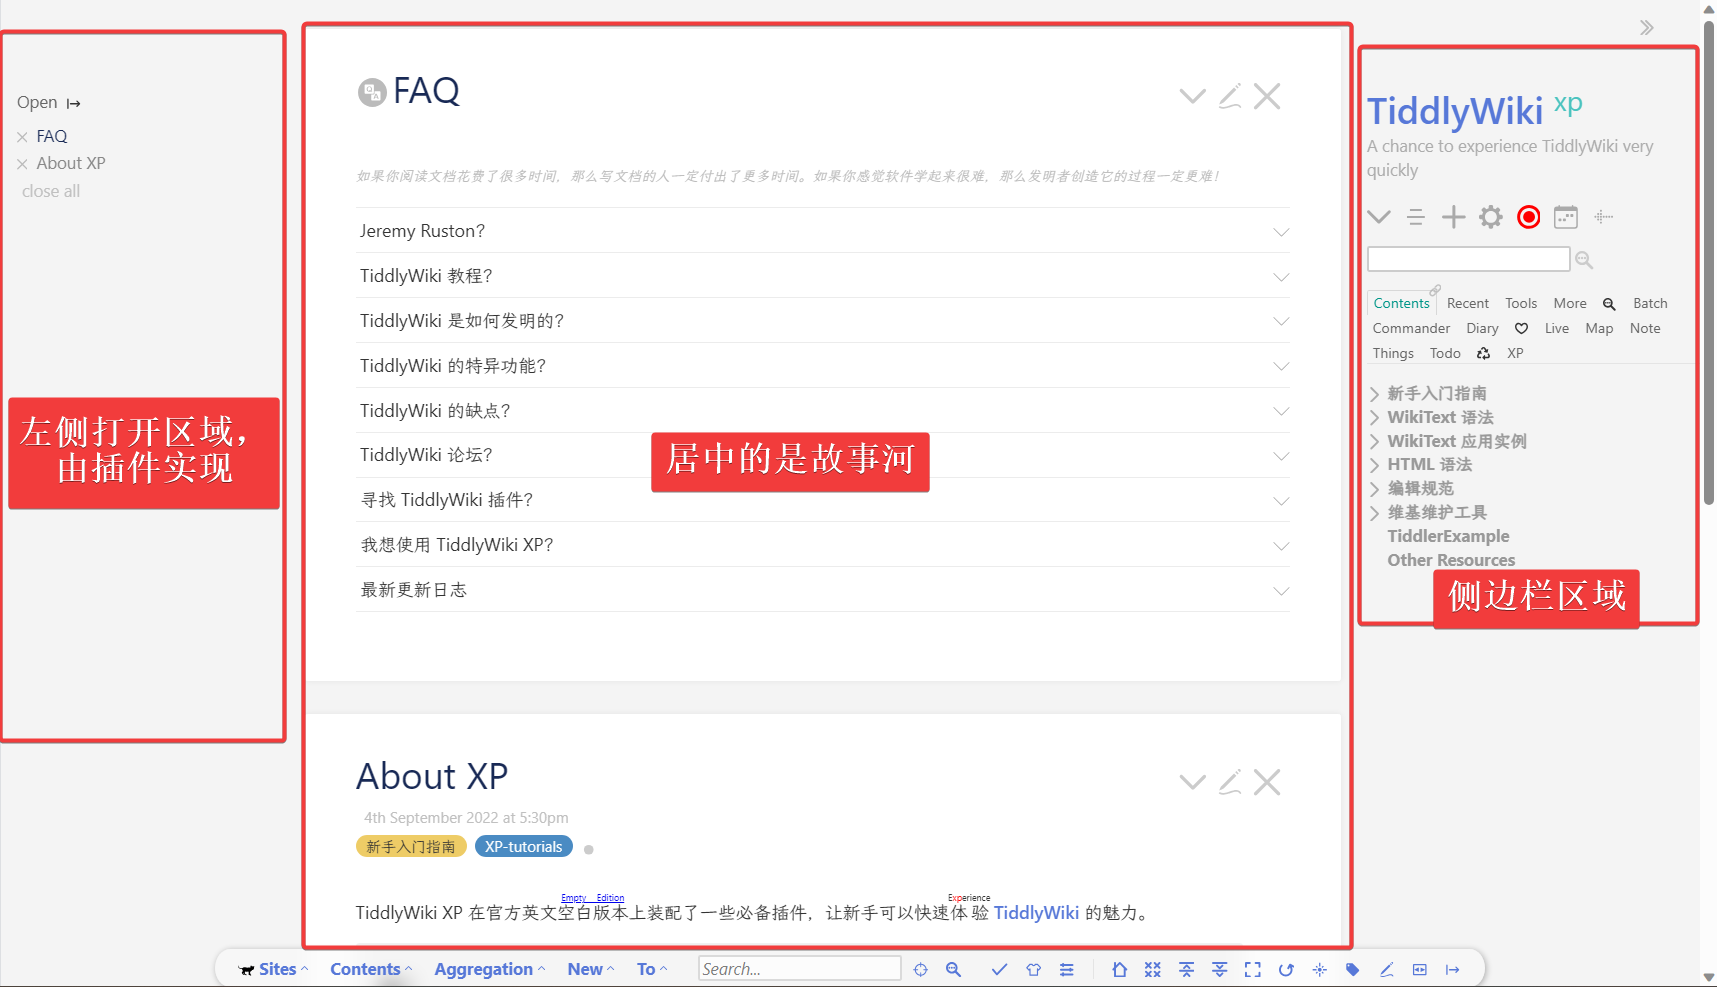 Open
FAQ
About XP
close all
左侧打开区域，
由插件实现
FAQ
如果你阅读文档花费了很多时间，那么写文档的人一定付出了更多时间。如果你感觉软件学起来很难，那么发明者创造它的过程一定更难！
Jeremy Ruston?
TiddlyWiki 教程?
TiddlyWiki 是如何发明的?
TiddlyWiki 的特异功能?
TiddlyWiki 的缺点?
TiddlyWiki 论坛?
寻找 TiddlyWiki 插件?
我想使用 TiddlyWiki XP?
最新更新日志
居中的是故事河
About XP
4th September 2022 at 5:30pm
新手入门指南 XP-tutorials
Empty Edition Experience
TiddlyWiki XP 在官方英文空白版本上装配了一些必备插件，让新手可以快速体验 TiddlyWiki 的魅力。
TiddlyWiki xp
A chance to experience TiddlyWiki very
quickly
Contents Recent Tools More Batch
Commander Diary Live Map Note
Things Todo XP
新手入门指南
WikiText 语法
WikiText 应用实例
HTML 语法
编辑规范
维基维护工具
TiddlerExample
Other Resources
侧边栏区域
Sites Contents Aggregation New To Search...